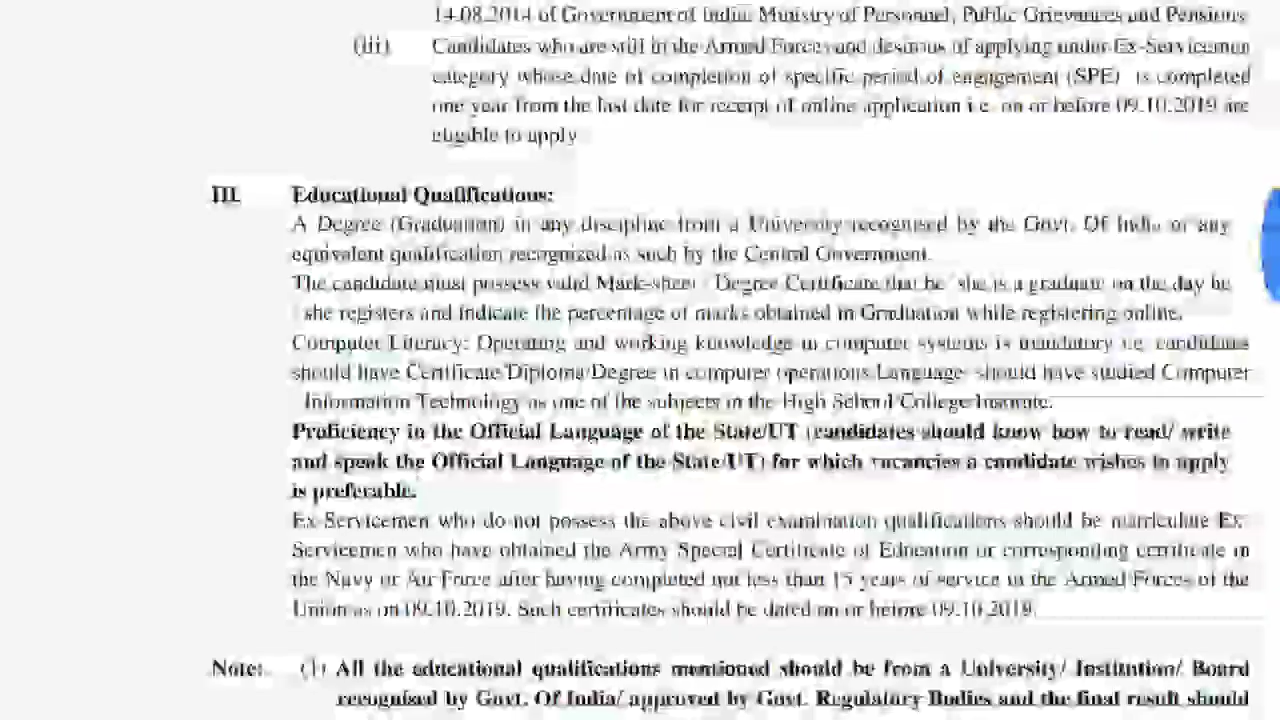 14.08.2014 of Government of India, Ministry of Personnel, Public Grievances and Pensions
(iii) Candidates who are still in the Armed Forces and desirous of applying under Ex-Servicemen
category whose date of completion of specific period of engagement (SPE) is completed
one year from the last date for receipt of online application i.e. on or before 09.10.2019 are
eligible to apply
III. Educational Qualifications:
A Degree (Graduation) in any discipline from a University recognised by the Govt. Of India or any
equivalent qualification recognized as such by the Central Government.
The candidate must possess valid Mark-sheet / Degree Certificate that he/ she is a graduate on the day he
/ she registers and indicate the percentage of marks obtained in Graduation while registering online.
Computer Literacy: Operating and working knowledge in computer systems is mandatory i.e. candidates
should have Certificate/Diploma/Degree in computer operations/Language/ should have studied Computer
/ Information Technology as one of the subjects in the High School/College/Institute.
Proficiency in the Official Language of the State/UT (candidates should know how to read/ write
and speak the Official Language of the State/UT) for which vacancies a candidate wishes to apply
is preferable.
Ex-Servicemen who do not possess the above civil examination qualifications should be matriculate Ex-
Servicemen who have obtained the Army Special Certificate of Education or corresponding certificate in
the Navy or Air Force after having completed not less than 15 years of service in the Armed Forces of the
Union as on 09.10.2019. Such certificates should be dated on or before 09.10.2019.
Note: (1) All the educational qualifications mentioned should be from a University/ Institution/ Board
recognised by Govt. Of India/ approved by Govt. Regulatory Bodies and the final result should